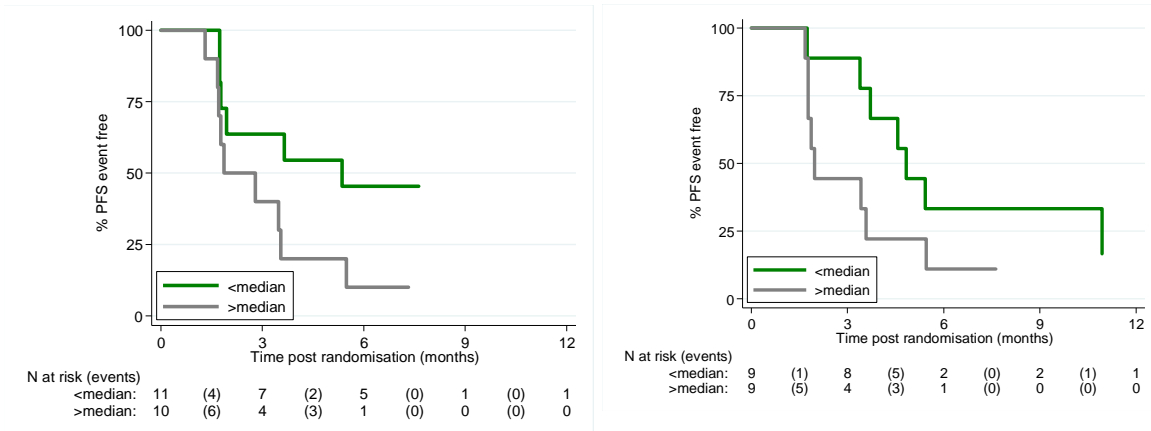 100
75
50
25
0
% PFS event free
<median
>median
0 3 6 9 12
Time post randomisation (months)
N at risk (events)
<median: 11 (4) 7 (2) 5 (0) 1 (0) 1
>median: 10 (6) 4 (3) 1 (0) 0 (0) 0
100
75
50
25
0
% PFS event free
<median
>median
0 3 6 9 12
Time post randomisation (months)
N at risk (events)
<median: 9 (1) 8 (5) 2 (0) 2 (1) 1
>median: 9 (5) 4 (3) 1 (0) 0 (0) 0